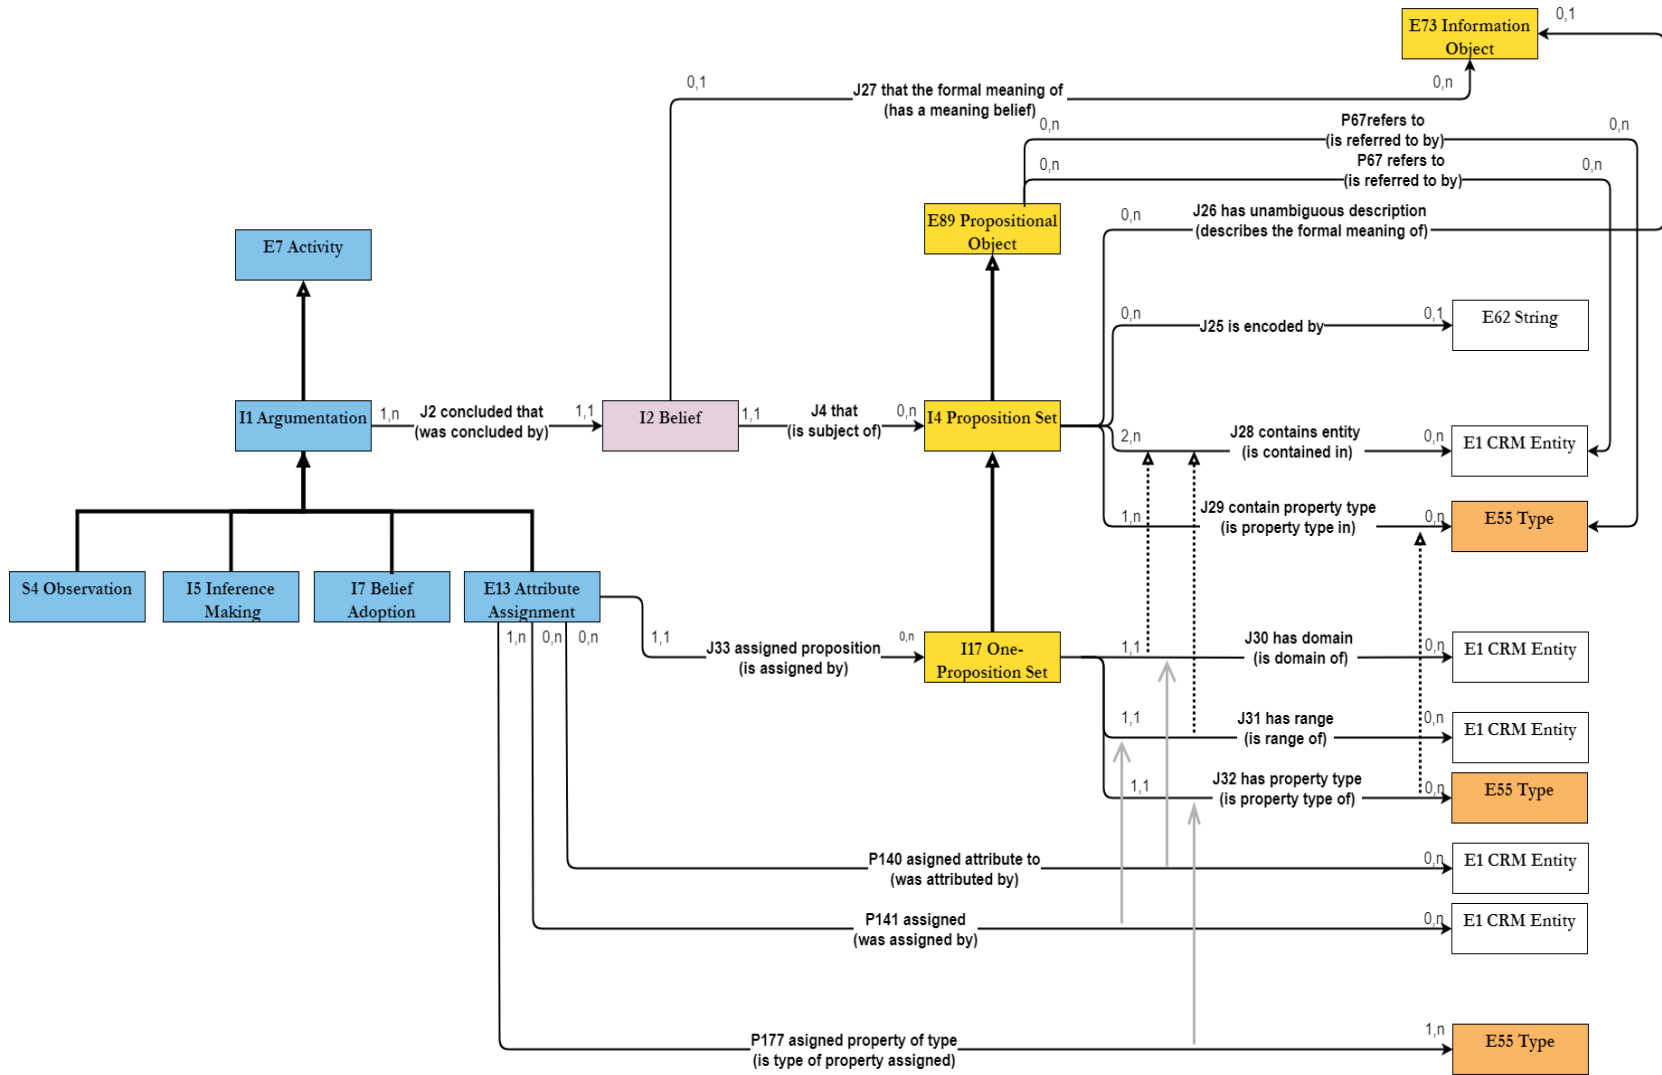 E73 Information
Object
0,1
0,1
J27 that the formal meaning of
(has a meaning belief)
0,n
0,n
P67refers to
(is referred to by)
0,n
0,n
P67 refers to
(is referred to by)
0,n
E89 Propositional
Object
0,n
J26 has unambiguous description
(describes the formal meaning of)
E7 Activity
0,n
J25 is encoded by
0,1
E62 String
I1 Argumentation
1,n
J2 concluded that
(was concluded by)
1,1
I2 Belief
1,1
J4 that
(is subject of)
0,n
I4 Proposition Set
2,n
J28 contains entity
(is contained in)
0,n
E1 CRM Entity
1,n
J29 contain property type
(is property type in)
0,n
E55 Type
S4 Observation
I5 Inference
Making
I7 Belief
Adoption
E13 Attribute
Assignment
1,n
0,n
0,n
1,1
J33 assigned proposition
(is assigned by)
0,n
I17 One-
Proposition Set
1,1
J30 has domain
(is domain of)
0,n
E1 CRM Entity
1,1
J31 has range
(is range of)
0,n
E1 CRM Entity
1,1
J32 has property type
(is property type of)
0,n
E55 Type
P140 asigned attribute to
(was attributed by)
0,n
E1 CRM Entity
P141 assigned
(was assigned by)
0,n
E1 CRM Entity
P177 asigned property of type
(is type of property assigned)
1,n
E55 Type